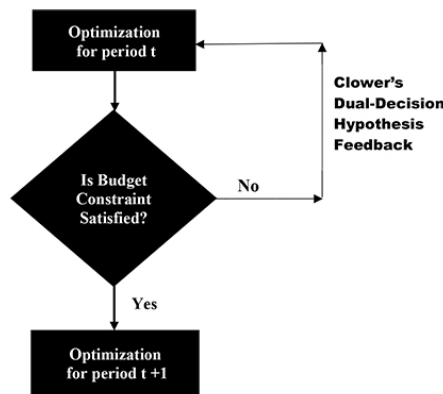 Optimization
for period t
Clower's
Dual-Decision
Hypothesis
Feedback
Is Budget
Constraint
Satisfied?
No
Yes
Optimization
for period t +1